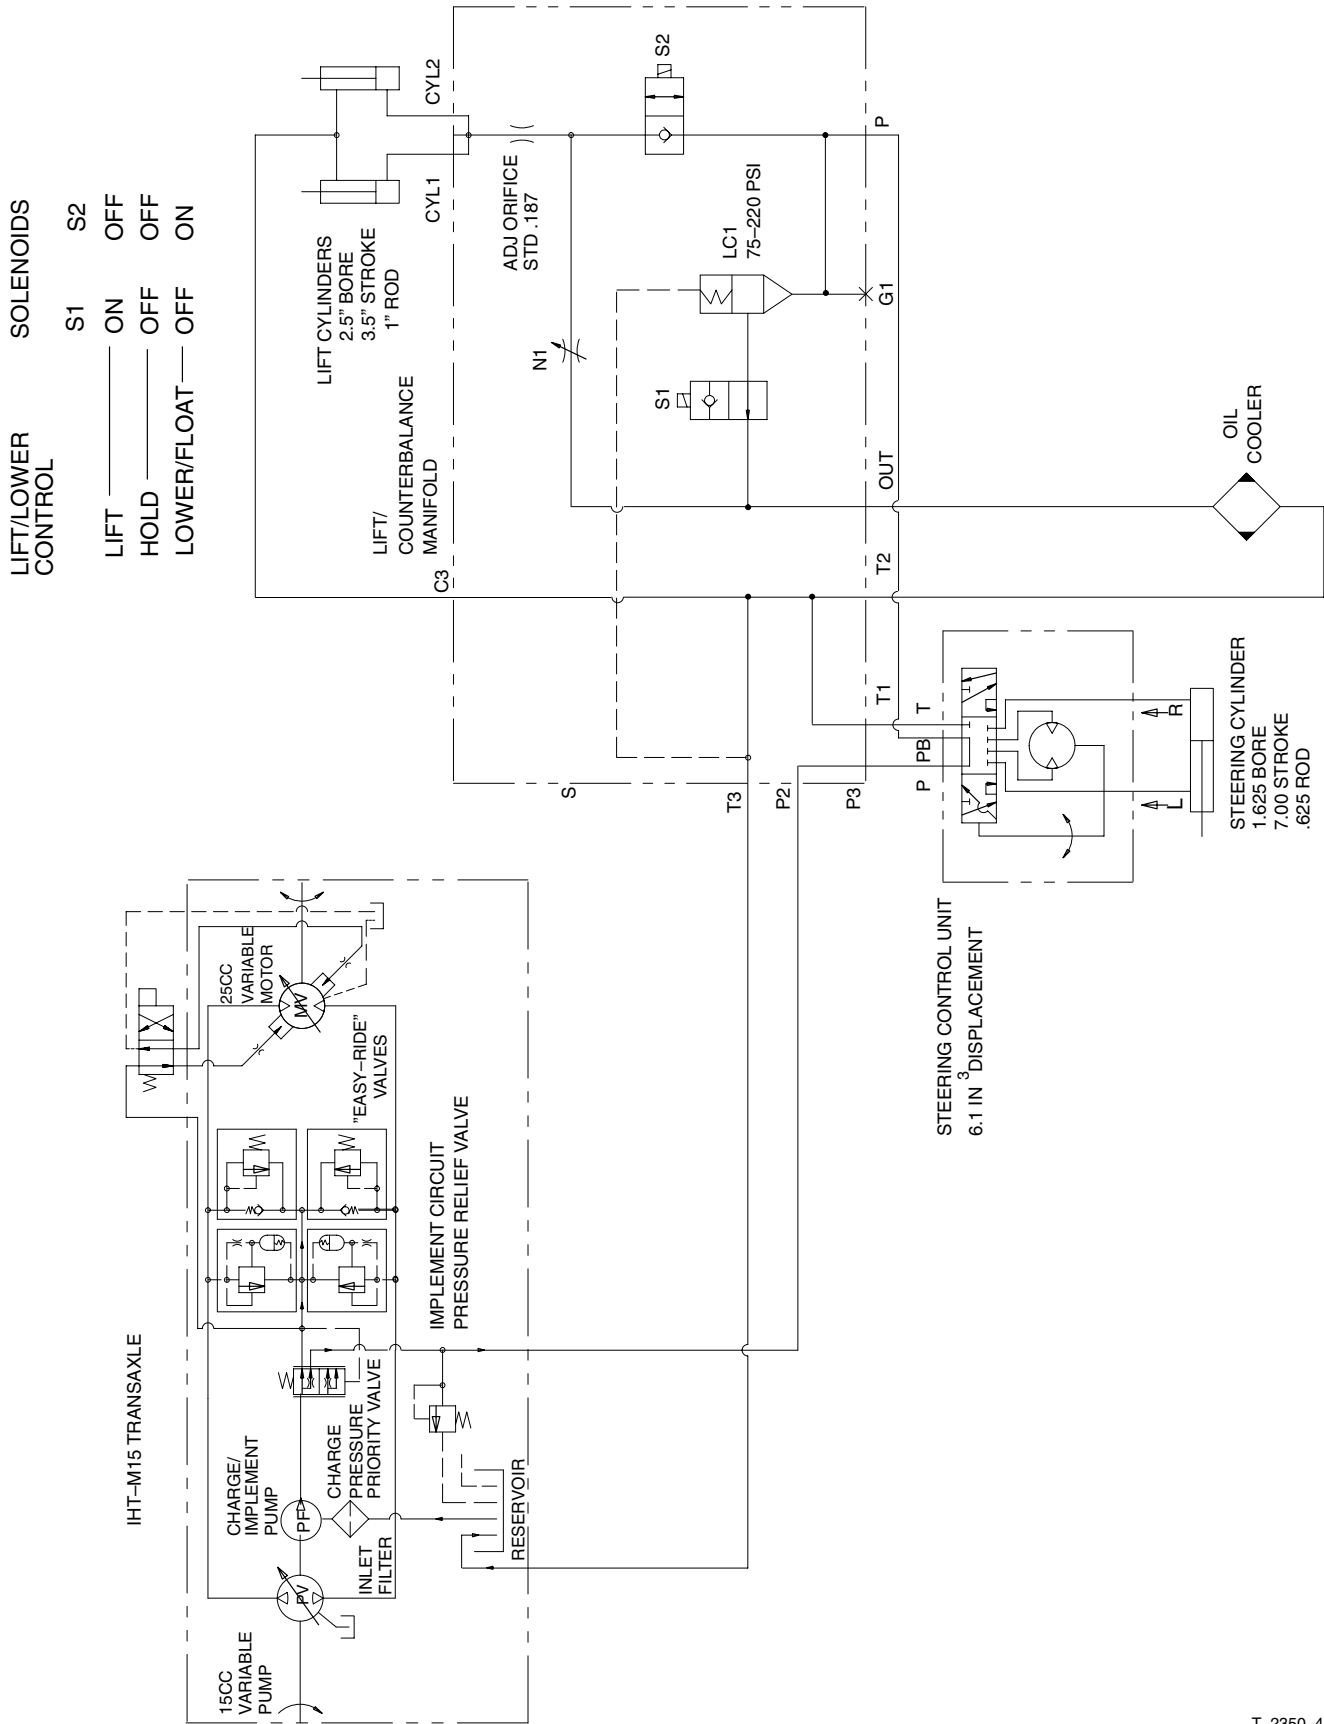 LIFT/LOWER
CONTROL
SOLENOIDS
S1 S2
LIFT ON OFF
HOLD OFF OFF
LOWER/FLOAT OFF ON
IHT–M15 TRANSAXLE
15CC
VARIABLE
PUMP
PV
CHARGE/
IMPLEMENT
PUMP
PF
INLET
FILTER
CHARGE
PRESSURE
PRIORITY VALVE
25CC
VARIABLE
MOTOR
MV
"EASY–RIDE"
VALVES
IMPLEMENT CIRCUIT
PRESSURE RELIEF VALVE
RESERVOIR
LIFT CYLINDERS
2.5" BORE
3.5" STROKE
1" ROD
CYL1
CYL2
LIFT/
COUNTERBALANCE
MANIFOLD
C3
ADJ ORIFICE
STD .187
N1
S1
S2
LC1
75–220 PSI
S
T3
P2
P3
T1
T2
OUT
G1
P
STEERING CONTROL UNIT
6.1 IN 3 DISPLACEMENT
P
PB
T
L
R
STEERING CYLINDER
1.625 BORE
7.00 STROKE
.625 ROD
OIL
COOLER
T–2350–4